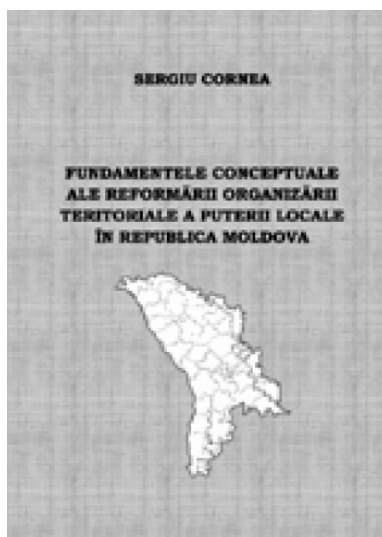 SERGIU CORNEA
FUNDAMENTELE CONCEPTUALE
ALE REFORMĂRII ORGANIZĂRII
TERITORIALE A PUTERII LOCALE
ÎN REPUBLICA MOLDOVA